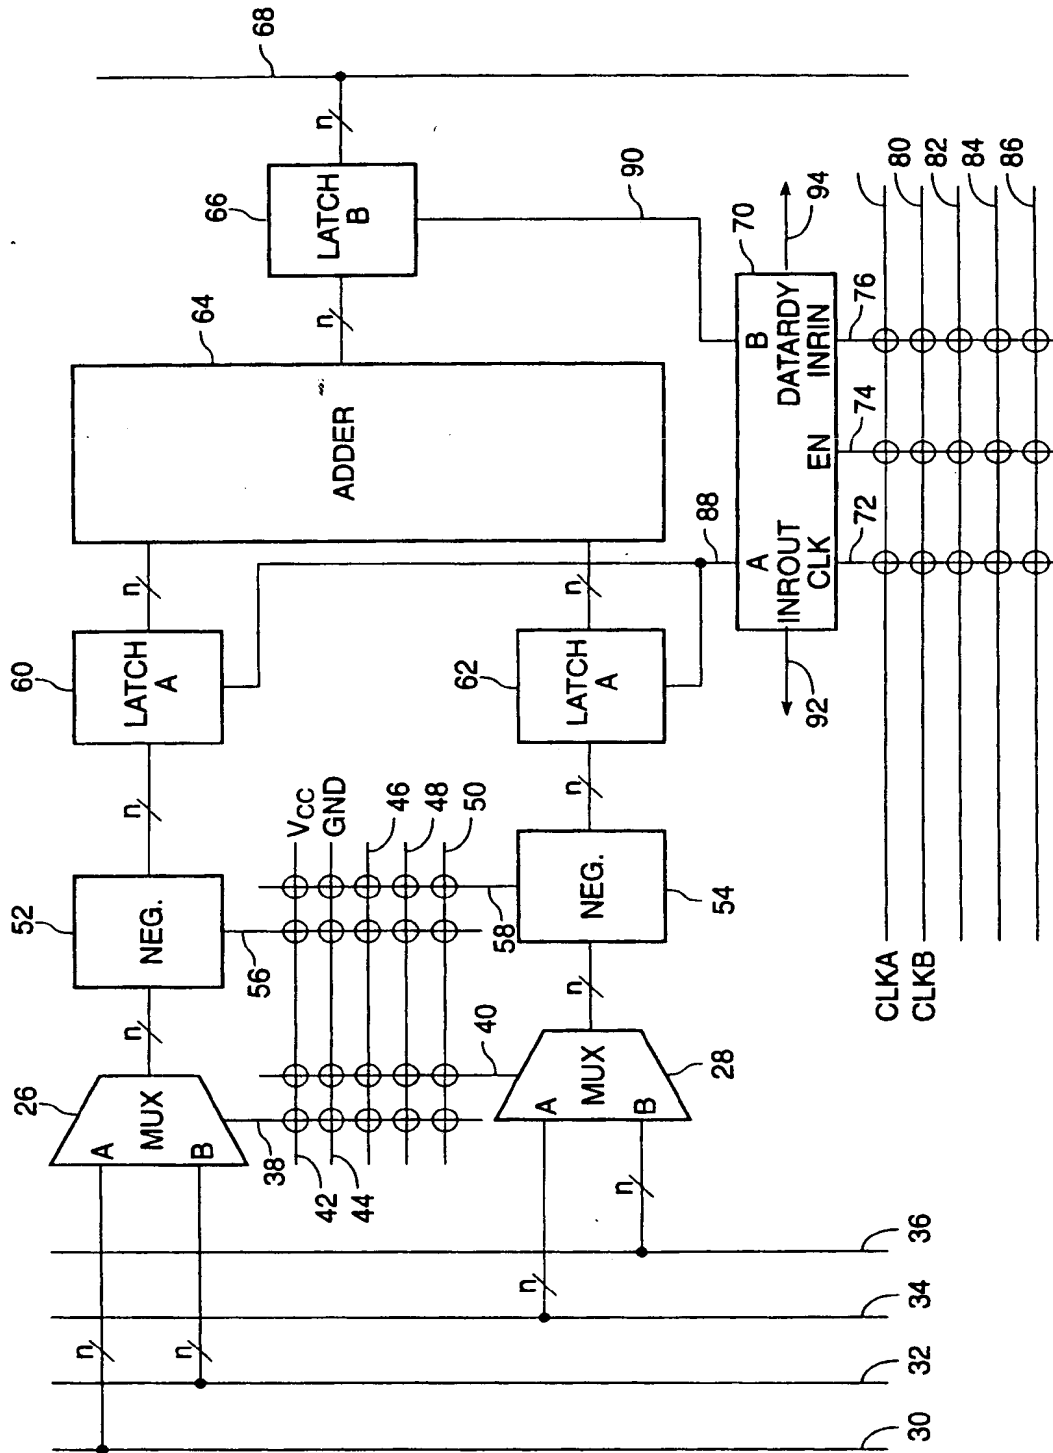 68
n
66
LATCH
B
90
n
64
ADDER
n
n
88
60
LATCH
A
62
LATCH
A
n
n
52
NEG.
54
NEG.
56
58
VCC
GND
46
48
50
n
n
26
A
MUX
B
38
40
28
A
MUX
B
42
44
n
n
n
n
36
34
32
30
70
A
B
INROUT
DATARDY
CLK
EN
INRIN
92
94
72
74
76
80
82
84
86
CLKA
CLKB